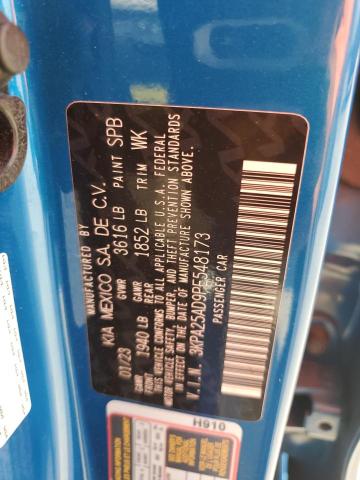 MANUFACTURED BY
KIA MEXICO S.A. DE C.V.
01/23 GVWR 3616 LB PAINT SPB
GAWR FRONT 1940 LB GAWR REAR 1852 LB TRIM WK
THIS VEHICLE CONFORMS TO ALL APPLICABLE U.S.A. FEDERAL
MOTOR VEHICLE SAFETY, BUMPER, AND THEFT PREVENTION STANDARDS
IN EFFECT ON THE DATE OF MANUFACTURE SHOWN ABOVE.
V.I.N. 3KPA25AD9PE548173
PASSENGER CAR
H910